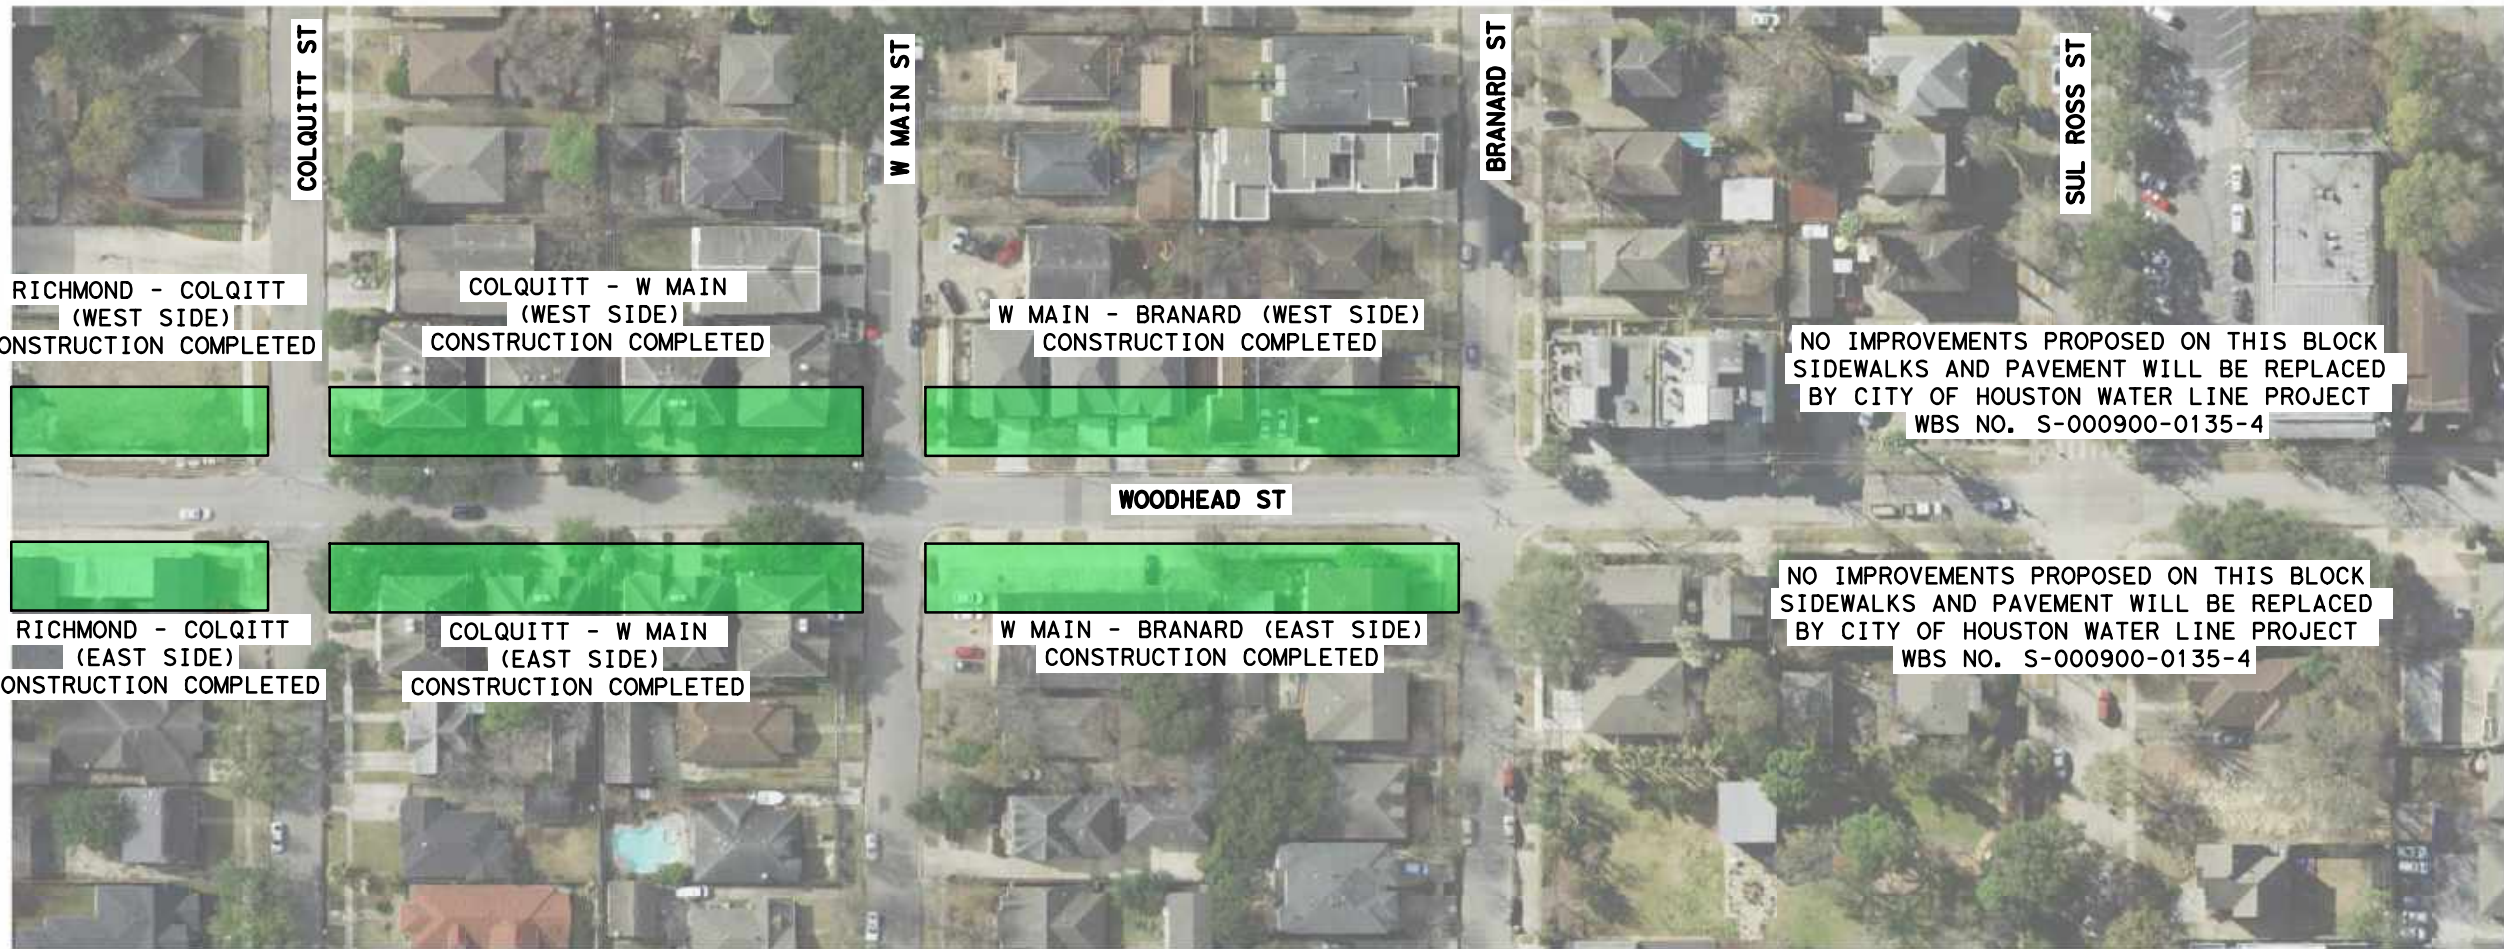 COLQUITT ST
W MAIN ST
BRANARD ST
SUL ROSS ST
RICHMOND - COLQITT
(WEST SIDE)
ONSTRUCTION COMPLETED
COLQUITT - W MAIN
(WEST SIDE)
CONSTRUCTION COMPLETED
W MAIN - BRANARD (WEST SIDE)
CONSTRUCTION COMPLETED
NO IMPROVEMENTS PROPOSED ON THIS BLOCK
SIDEWALKS AND PAVEMENT WILL BE REPLACED
BY CITY OF HOUSTON WATER LINE PROJECT
WBS NO. S-000900-0135-4
WOODHEAD ST
RICHMOND - COLQITT
(EAST SIDE)
ONSTRUCTION COMPLETED
COLQUITT - W MAIN
(EAST SIDE)
CONSTRUCTION COMPLETED
W MAIN - BRANARD (EAST SIDE)
CONSTRUCTION COMPLETED
NO IMPROVEMENTS PROPOSED ON THIS BLOCK
SIDEWALKS AND PAVEMENT WILL BE REPLACED
BY CITY OF HOUSTON WATER LINE PROJECT
WBS NO. S-000900-0135-4